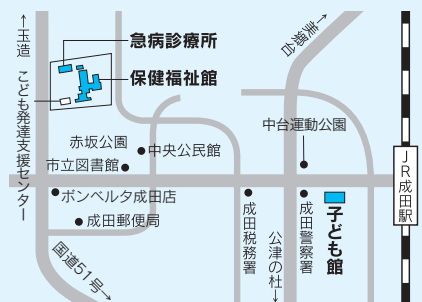 ←玉造
こども発達支援センター
急病診療所
保健福祉館
→美郷台
赤坂公園
中央公民館
市立図書館
中台運動公園
ボンベルタ成田店
成田郵便局
国道51号→
成田税務署
公津の杜→
成田警察署
子ども館
JR成田駅